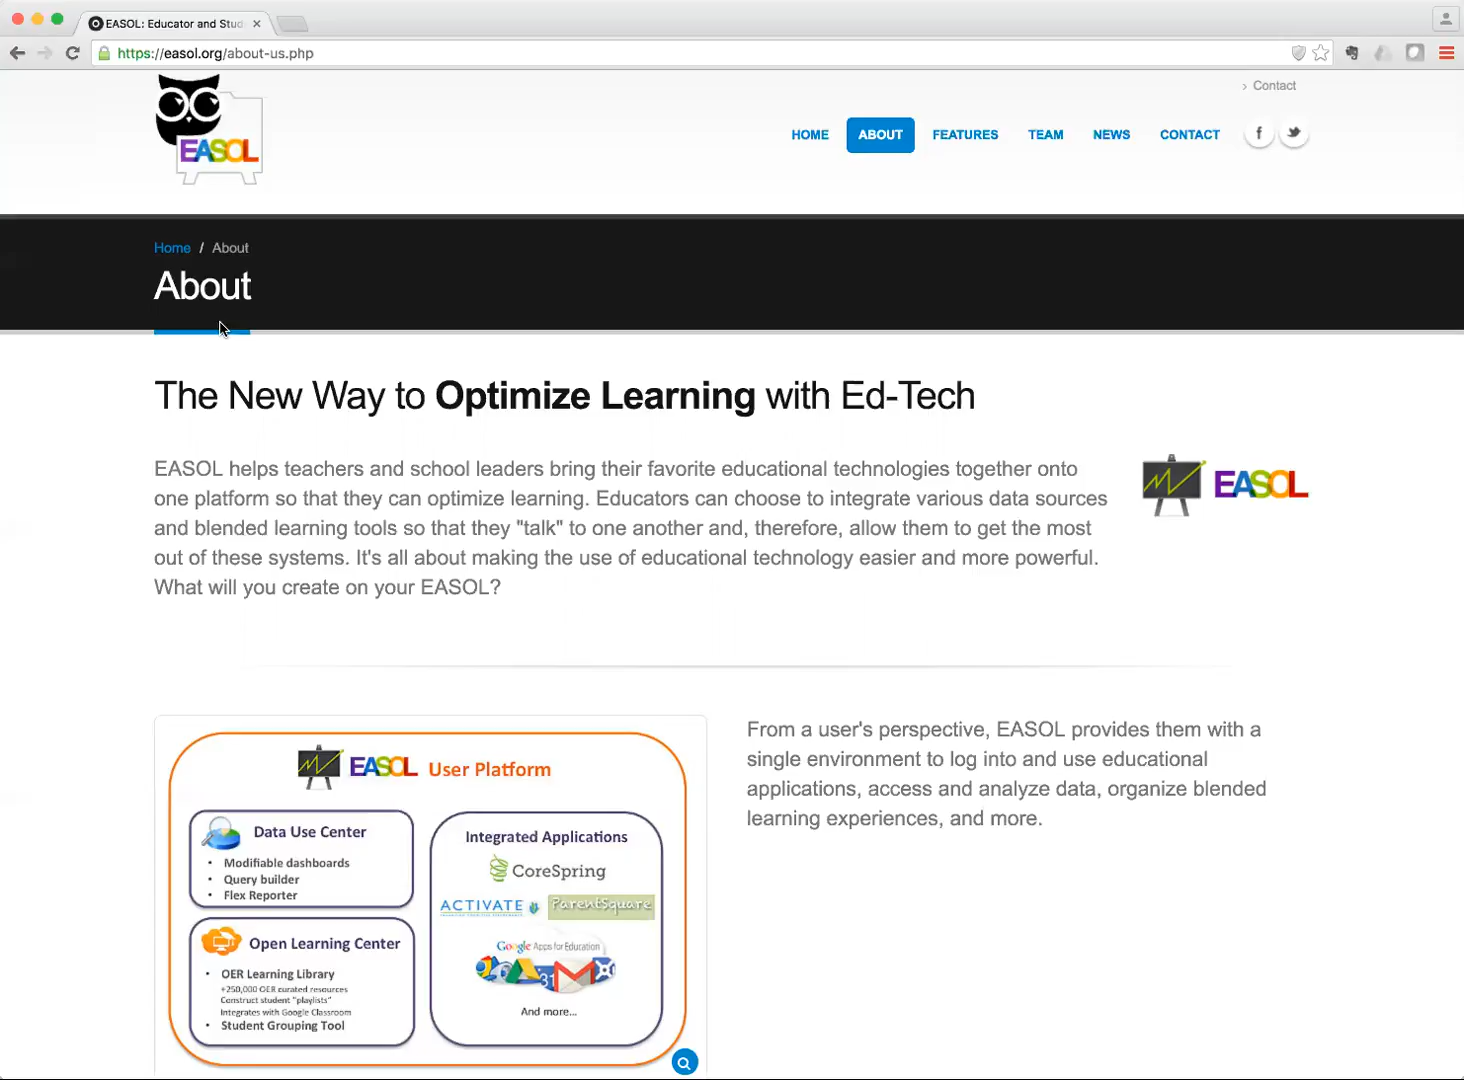 EASOL: Educator and Stud
https://easol.org/about-us.php
› Contact
EASOL
HOME
ABOUT
FEATURES
TEAM
NEWS
CONTACT
Home / About
About
The New Way to Optimize Learning with Ed-Tech
EASOL helps teachers and school leaders bring their favorite educational technologies together onto
one platform so that they can optimize learning. Educators can choose to integrate various data sources
and blended learning tools so that they "talk" to one another and, therefore, allow them to get the most
out of these systems. It's all about making the use of educational technology easier and more powerful.
What will you create on your EASOL?
EASOL
EASOL User Platform
Data Use Center
• Modifiable dashboards
• Query builder
• Flex Reporter
Open Learning Center
• OER Learning Library
+250,000 OER curated resources
Construct student "playlists"
Integrates with Google Classroom
• Student Grouping Tool
Integrated Applications
CoreSpring
ACTIVATE
ParentSquare
Google Apps for Education
31
And more...
From a user's perspective, EASOL provides them with a
single environment to log into and use educational
applications, access and analyze data, organize blended
learning experiences, and more.